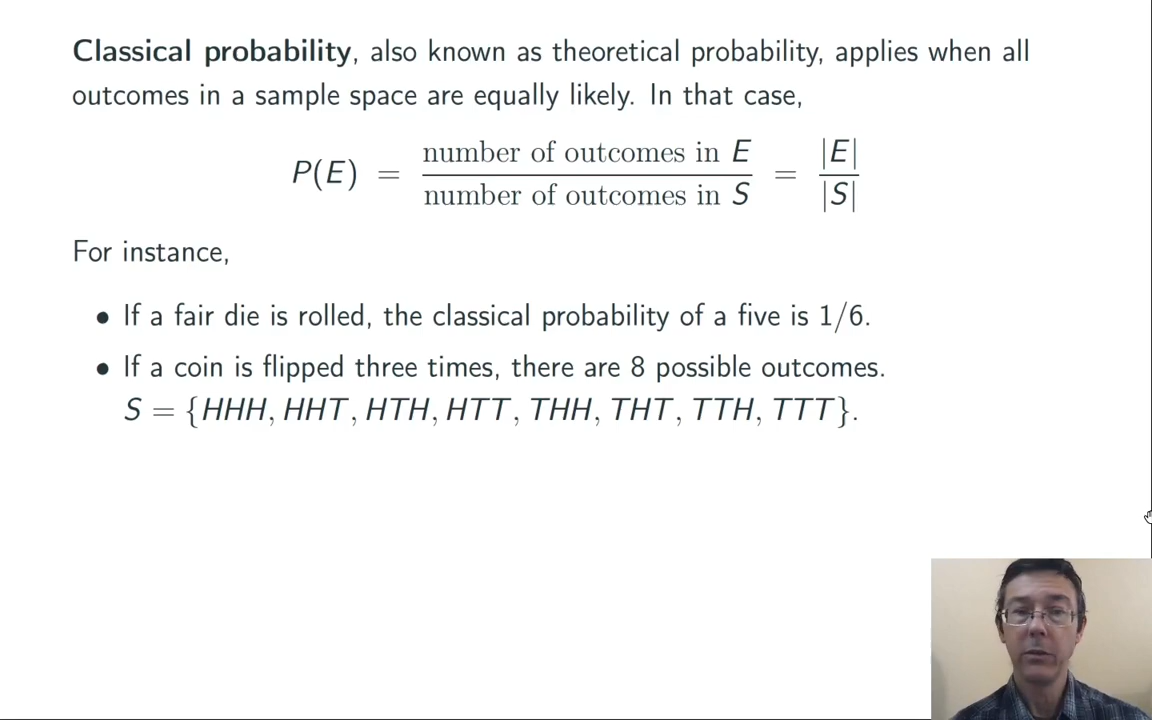 Classical probability, also known as theoretical probability, applies when all
outcomes in a sample space are equally likely. In that case,
P(E) = number of outcomes in E / number of outcomes in S = |E| / |S|
For instance,
• If a fair die is rolled, the classical probability of a five is 1/6.
• If a coin is flipped three times, there are 8 possible outcomes.
S = {HHH, HHT, HTH, HTT, THH, THT, TTH, TTT}.